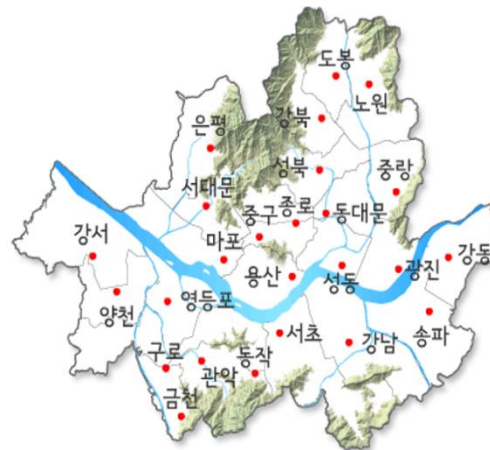 도봉
노원
강북
은평
성북
중랑
서대문
종로
동대문
중구
강서
마포
강동
용산
성동
광진
양천
영등포
송파
서초
강남
구로
관악
동작
금천